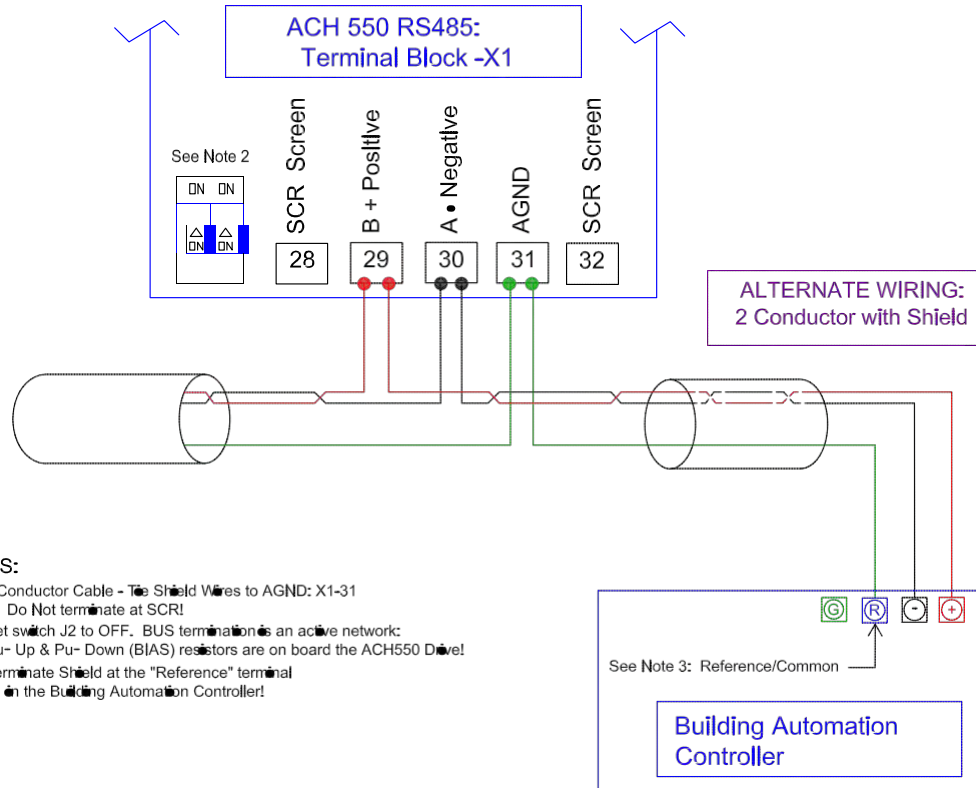 ACH 550 RS485:
Terminal Block -X1
See Note 2
ON ON
ON ON
SCR Screen
B + Positive
A • Negative
AGND
SCR Screen
28
29
30
31
32
ALTERNATE WIRING:
2 Conductor with Shield
S:
Conductor Cable - Tie Shield Wires to AGND: X1-31
Do Not terminate at SCR!
et switch J2 to OFF. BUS termination is an active network:
u- Up & Pu- Down (BIAS) resistors are on board the ACH550 Drive!
erminate Shield at the "Reference" terminal
in the Building Automation Controller!
G R - +
See Note 3: Reference/Common
Building Automation
Controller